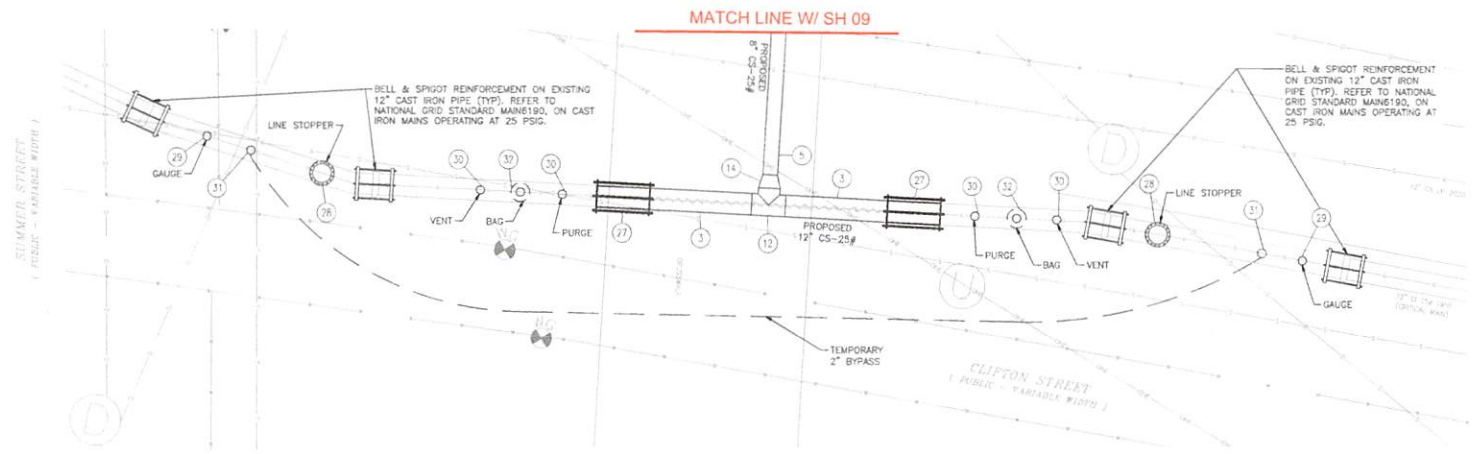 MATCH LINE W/ SH 09
PROPOSED
8" CS-25#
BELL & SPIGOT REINFORCEMENT ON EXISTING
12" CAST IRON PIPE (TYP). REFER TO
NATIONAL GRID STANDARD MAIN6190, ON CAST
IRON MAINS OPERATING AT 25 PSIG.
BELL & SPIGOT REINFORCEMENT
ON EXISTING 12" CAST IRON
PIPE (TYP). REFER TO NATIONAL
GRID STANDARD MAIN6190, ON
CAST IRON MAINS OPERATING AT
25 PSIG.
SUMMER STREET
( PUBLIC - VARIABLE WIDTH )
29
GAUGE
31
LINE STOPPER
28
30
VENT
32
BAG
30
PURGE
27
3
14
5
12
3
PROPOSED
12" CS-25#
27
30
PURGE
32
BAG
30
VENT
28
LINE STOPPER
31
29
GAUGE
D
U
D
WG
WG
TEMPORARY
2" BYPASS
CLIFTON STREET
( PUBLIC - VARIABLE WIDTH )
(CRITICAL MAIN)